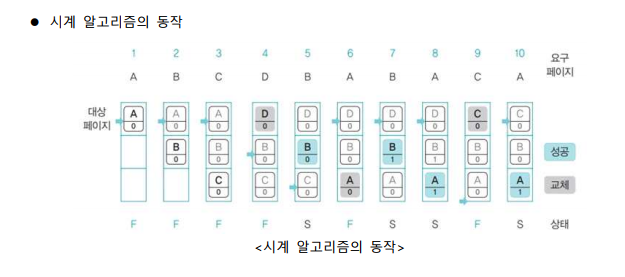 ● 시계 알고리즘의 동작
1 2 3 4 5 6 7 8 9 10 요구
A B C D B A B A C A 페이지
대상 A A A D D D D D C C
페이지 0 0 0 0 0 0 0 0 0 0
B B B B B B B B B 성공
0 0 0 0 0 1 1 0 0
C C C A A A A A 교체
0 0 0 0 0 1 0 1
F F F F S F S S F S 상태
<시계 알고리즘의 동작>